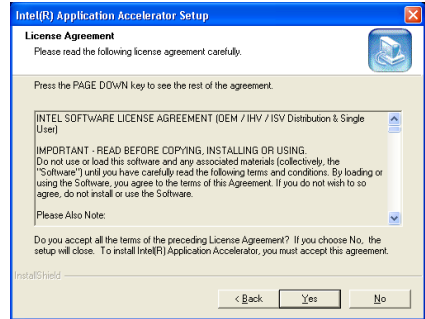 Intel(R) Application Accelerator Setup
License Agreement
Please read the following license agreement carefully.
Press the PAGE DOWN key to see the rest of the agreement.
INTEL SOFTWARE LICENSE AGREEMENT (OEM / IHV / ISV Distribution & Single
User)
IMPORTANT - READ BEFORE COPYING, INSTALLING OR USING.
Do not use or load this software and any associated materials (collectively, the
"Software") until you have carefully read the following terms and conditions. By loading or
using the Software, you agree to the terms of this Agreement. If you do not wish to so
agree, do not install or use the Software.
Please Also Note:
Do you accept all the terms of the preceding License Agreement? If you choose No, the
setup will close. To install Intel(R) Application Accelerator, you must accept this agreement.
InstallShield
< Back Yes No